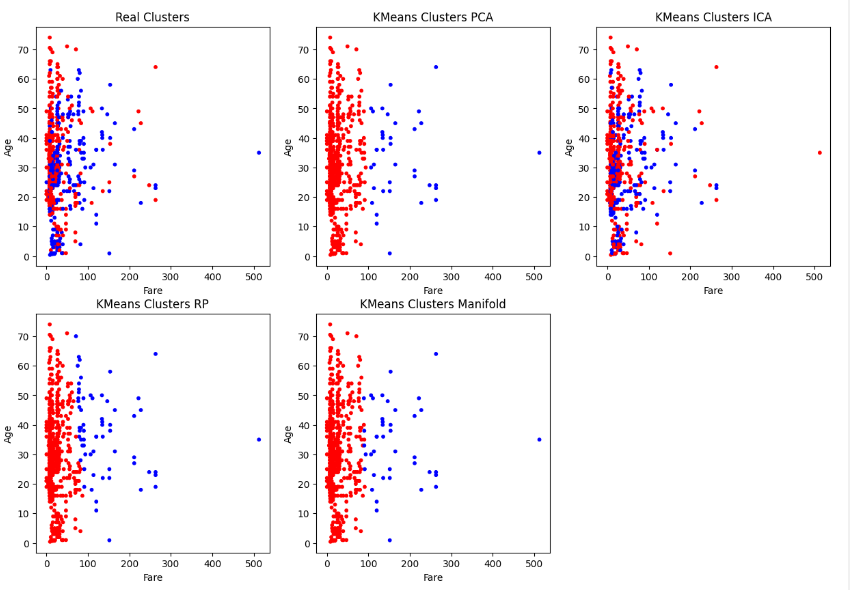 Real Clusters
KMeans Clusters PCA
KMeans Clusters ICA
70
60
50
40
30
20
10
0
Age
0 100 200 300 400 500
Fare
70
60
50
40
30
20
10
0
Age
0 100 200 300 400 500
Fare
70
60
50
40
30
20
10
0
Age
0 100 200 300 400 500
Fare
KMeans Clusters RP
KMeans Clusters Manifold
70
60
50
40
30
20
10
0
Age
0 100 200 300 400 500
Fare
70
60
50
40
30
20
10
0
Age
0 100 200 300 400 500
Fare